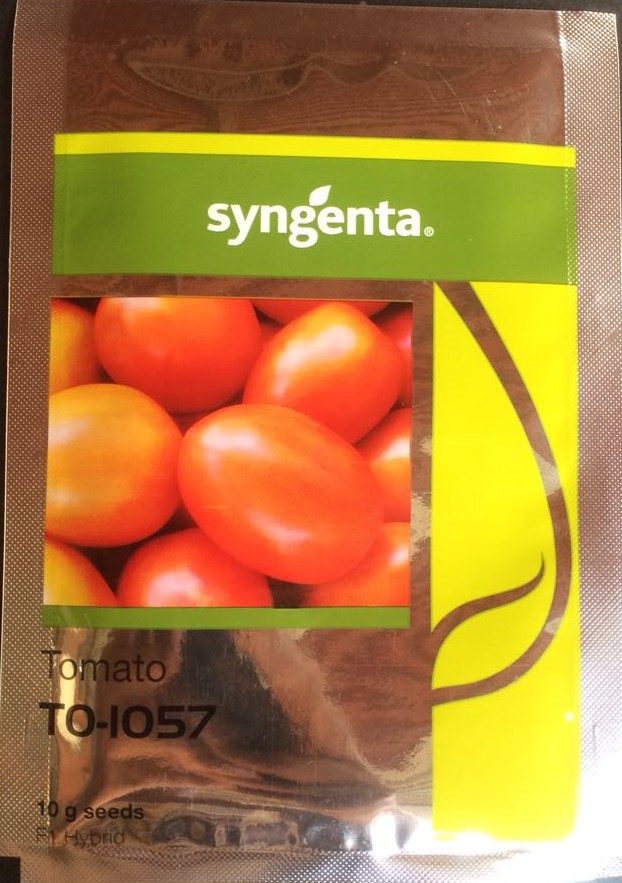 syngenta®
Tomato
TO-1057
10 g seeds
F1 Hybrid